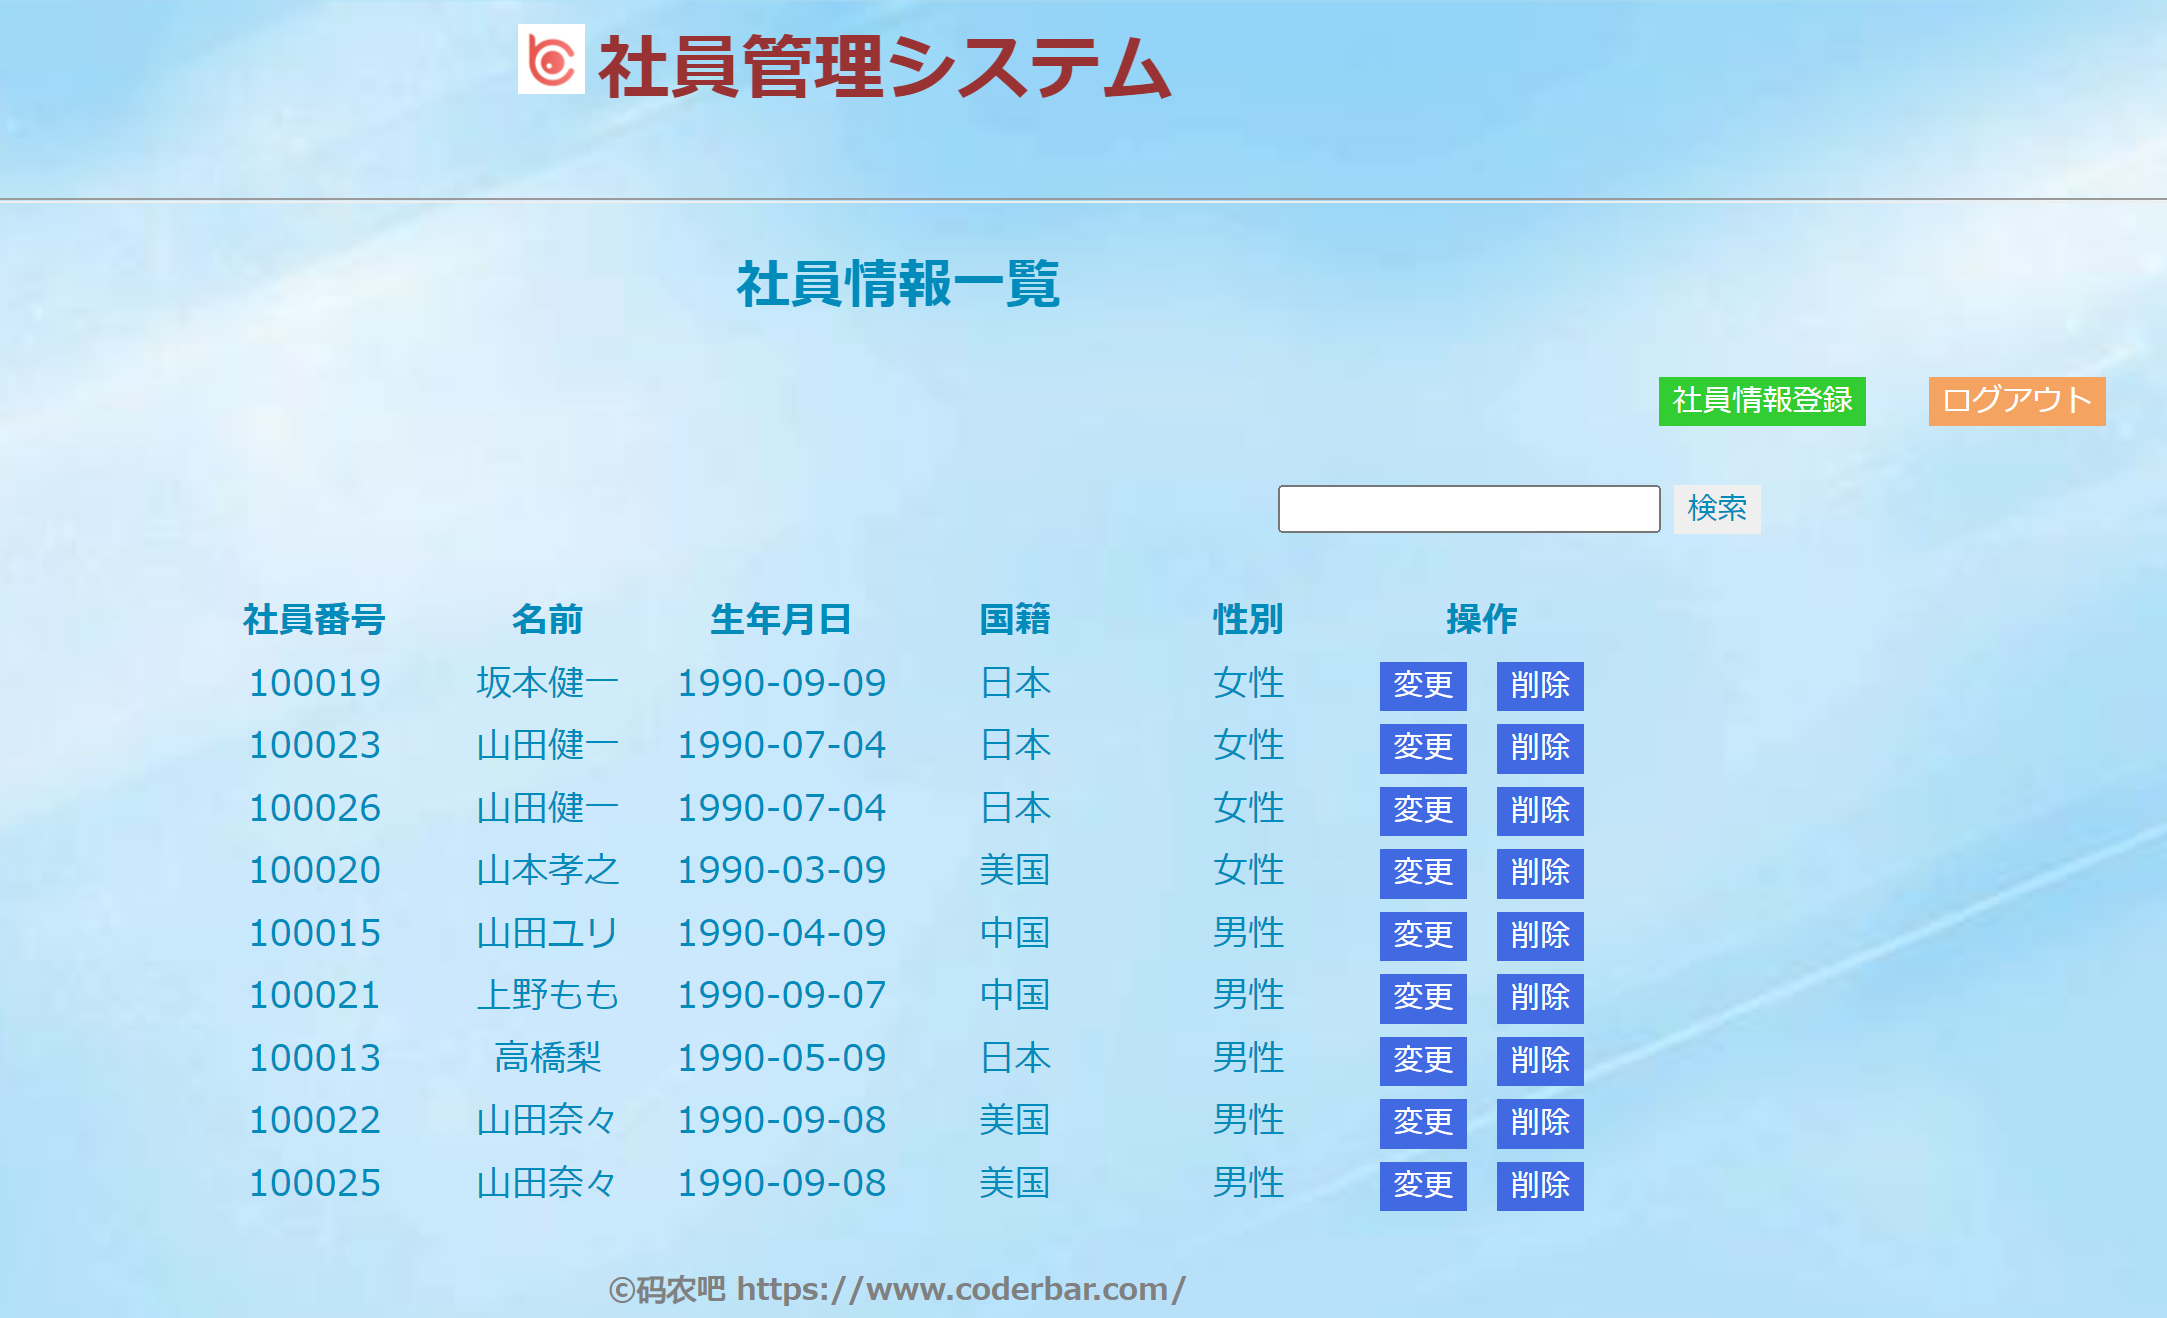 社員管理システム
社員情報一覧
社員情報登録 ログアウト
検索
社員番号 名前 生年月日 国籍 性別 操作
100019 坂本健一 1990-09-09 日本 女性 変更 削除
100023 山田健一 1990-07-04 日本 女性 変更 削除
100026 山田健一 1990-07-04 日本 女性 変更 削除
100020 山本孝之 1990-03-09 美国 女性 変更 削除
100015 山田ユリ 1990-04-09 中国 男性 変更 削除
100021 上野もも 1990-09-07 中国 男性 変更 削除
100013 高橋梨 1990-05-09 日本 男性 変更 削除
100022 山田奈々 1990-09-08 美国 男性 変更 削除
100025 山田奈々 1990-09-08 美国 男性 変更 削除
©码农吧 https://www.coderbar.com/